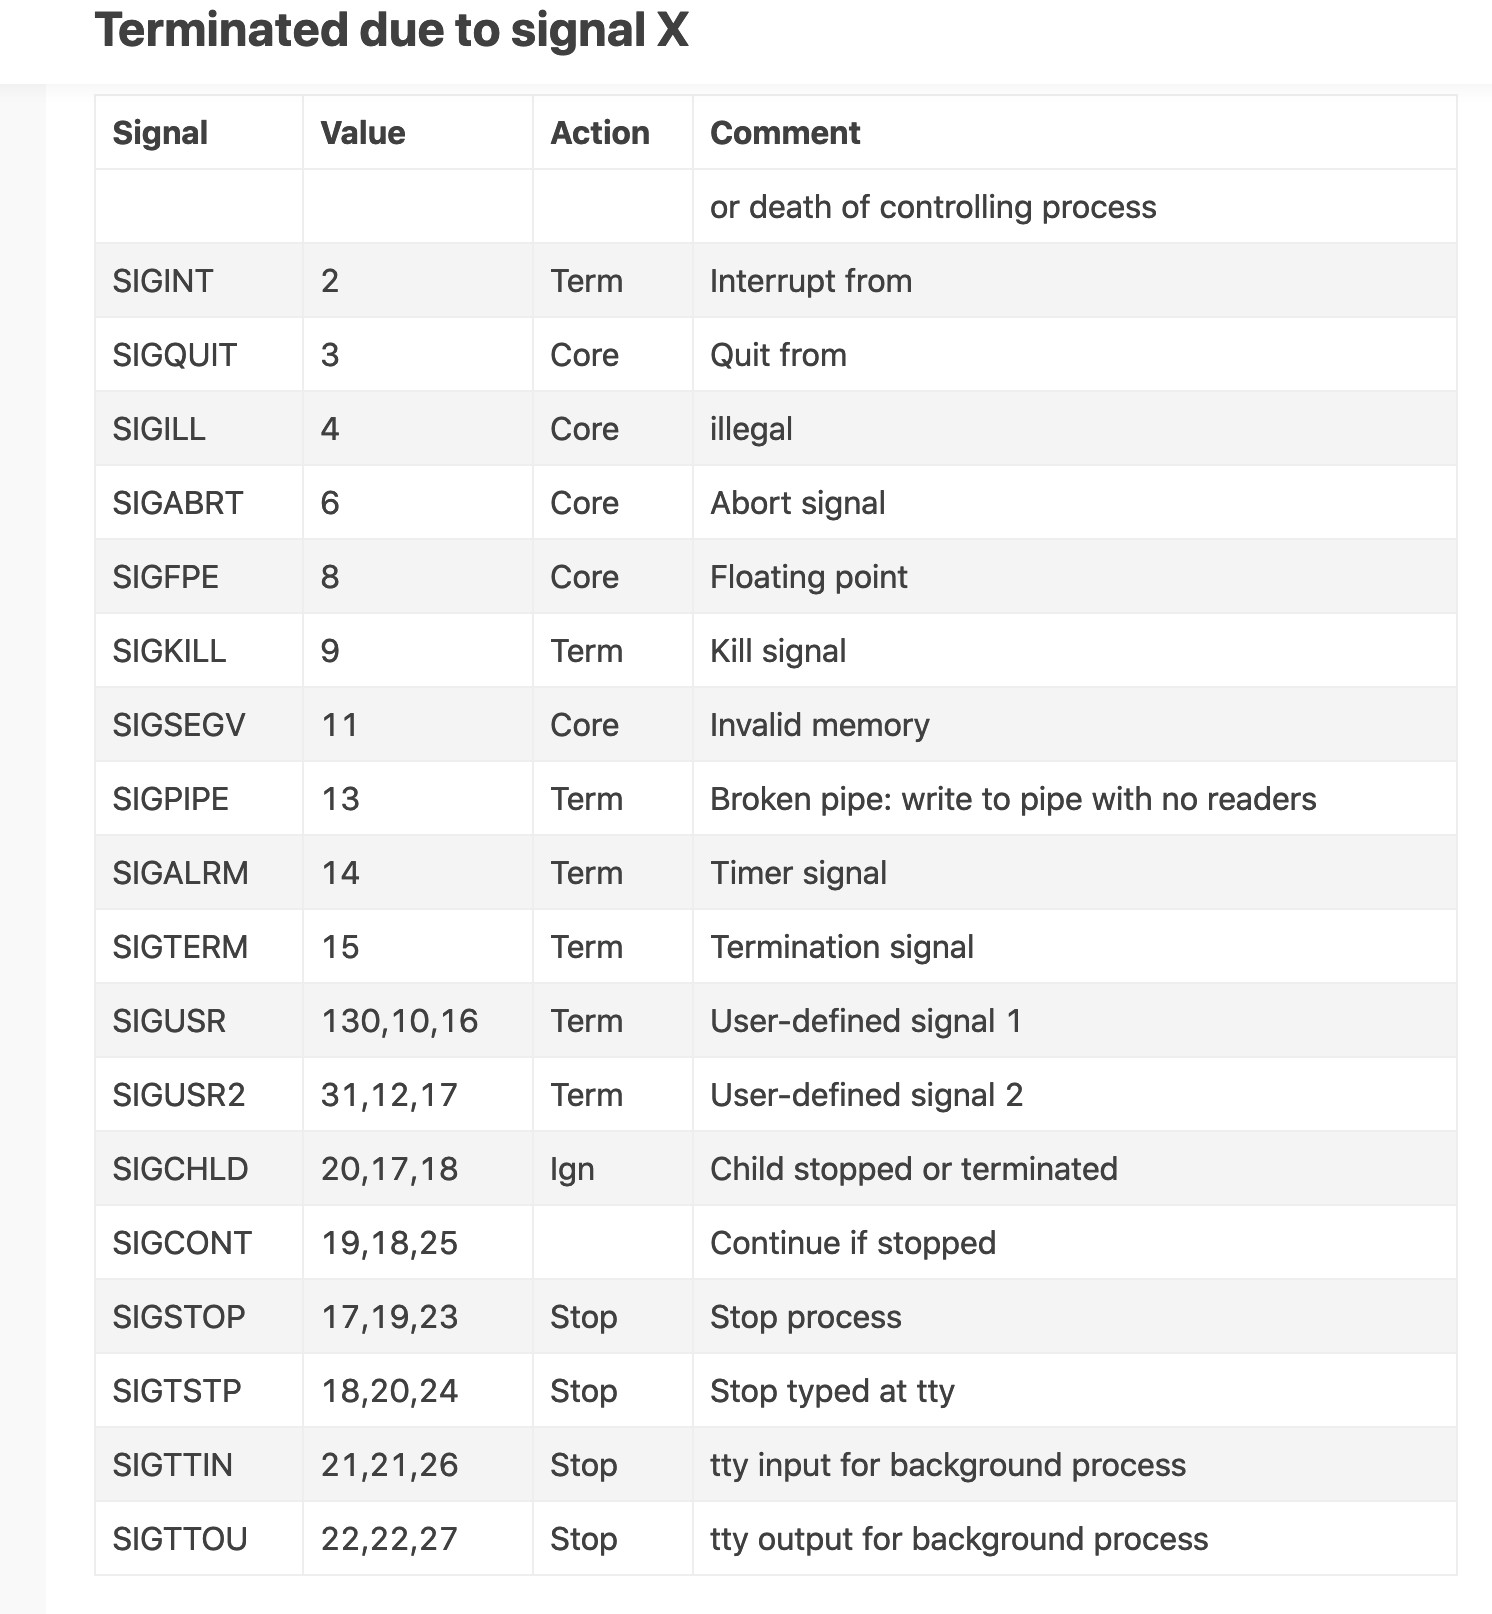 Terminated due to signal X
Signal Value Action Comment
or death of controlling process
SIGINT 2 Term Interrupt from
SIGQUIT 3 Core Quit from
SIGILL 4 Core illegal
SIGABRT 6 Core Abort signal
SIGFPE 8 Core Floating point
SIGKILL 9 Term Kill signal
SIGSEGV 11 Core Invalid memory
SIGPIPE 13 Term Broken pipe: write to pipe with no readers
SIGALRM 14 Term Timer signal
SIGTERM 15 Term Termination signal
SIGUSR 130,10,16 Term User-defined signal 1
SIGUSR2 31,12,17 Term User-defined signal 2
SIGCHLD 20,17,18 Ign Child stopped or terminated
SIGCONT 19,18,25 Continue if stopped
SIGSTOP 17,19,23 Stop Stop process
SIGTSTP 18,20,24 Stop Stop typed at tty
SIGTTIN 21,21,26 Stop tty input for background process
SIGTTOU 22,22,27 Stop tty output for background process